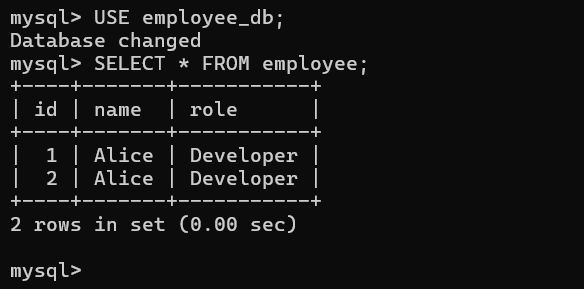 mysql> USE employee_db;
Database changed
mysql> SELECT * FROM employee;
+----+-------+-----------+
| id | name  | role      |
+----+-------+-----------+
|  1 | Alice | Developer |
|  2 | Alice | Developer |
+----+-------+-----------+
2 rows in set (0.00 sec)

mysql>